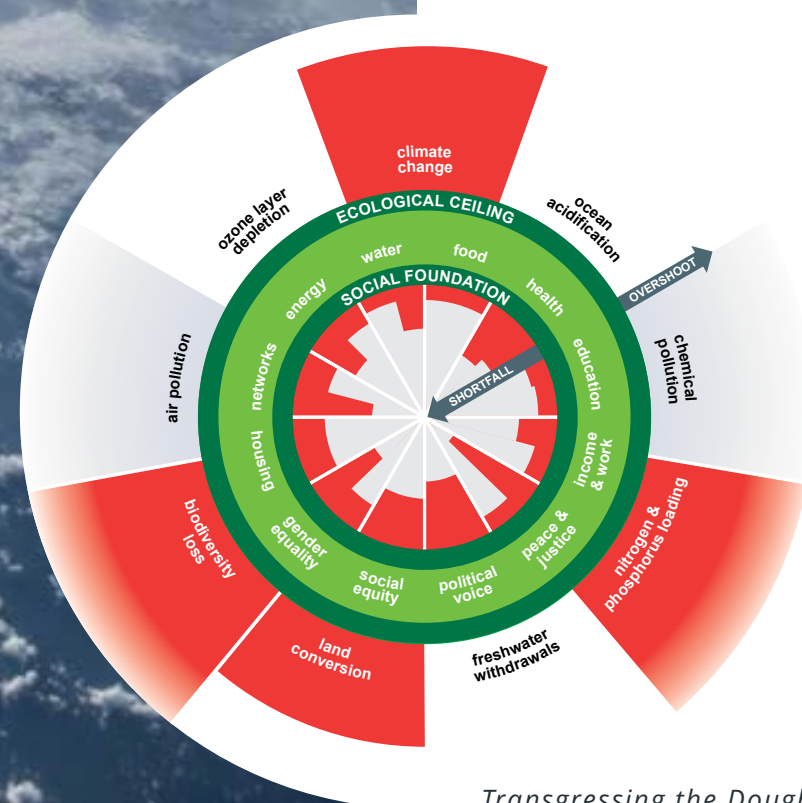 climate
change
ozone layer
depletion
ocean
acidification
ECOLOGICAL CEILING
water
food
energy
health
SOCIAL FOUNDATION
OVERSHOOT
SHORTFALL
air pollution
networks
education
chemical
pollution
housing
income
& work
biodiversity
loss
gender
equality
social
equity
political
voice
peace &
justice
nitrogen &
phosphorus loading
land
conversion
freshwater
withdrawals
Transgressing the